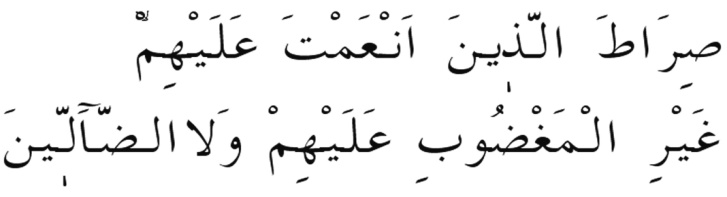 صِرَاطَ الَّذٖينَ اَنْعَمْتَ عَلَيْهِمْۙ
غَيْرِ الْمَغْضُوبِ عَلَيْهِمْ وَلَا الضَّٓالّٖينَ